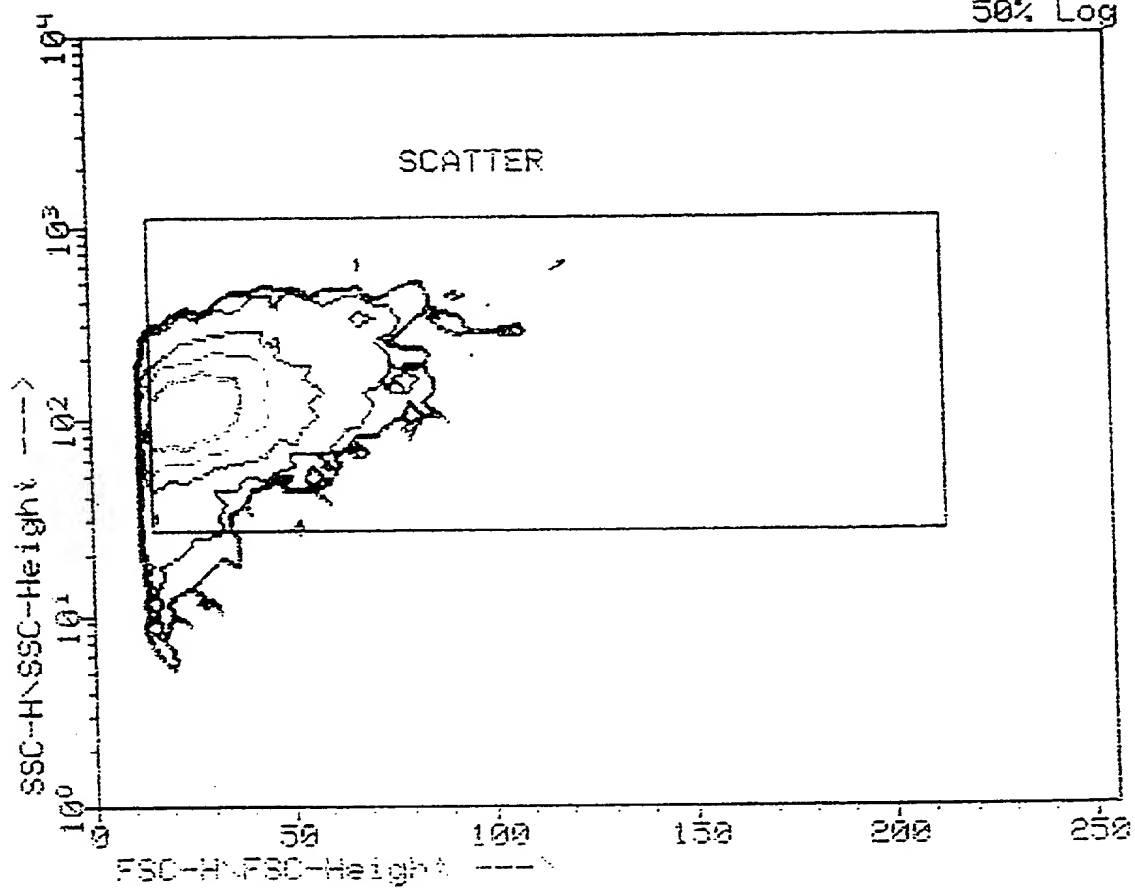 50% Log
SCATTER
10⁴
10³
10²
10¹
10⁰
SSC-H\SSC-Height --->
0 50 100 150 200 250
FSC-H\FSC-Height --->